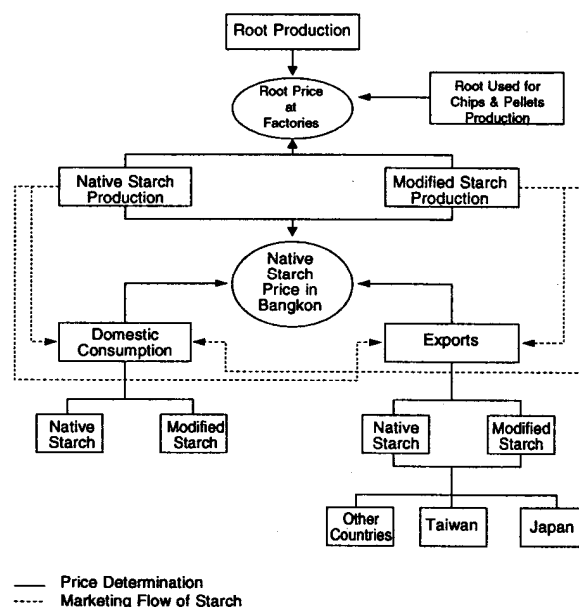 Root Production
Root Price
at
Factories
Root Used for
Chips & Pellets
Production
Native Starch
Production
Modified Starch
Production
Native
Starch
Price in
Bangkon
Domestic
Consumption
Exports
Native
Starch
Modified
Starch
Native
Starch
Modified
Starch
Other
Countries
Taiwan
Japan
Price Determination
Marketing Flow of Starch